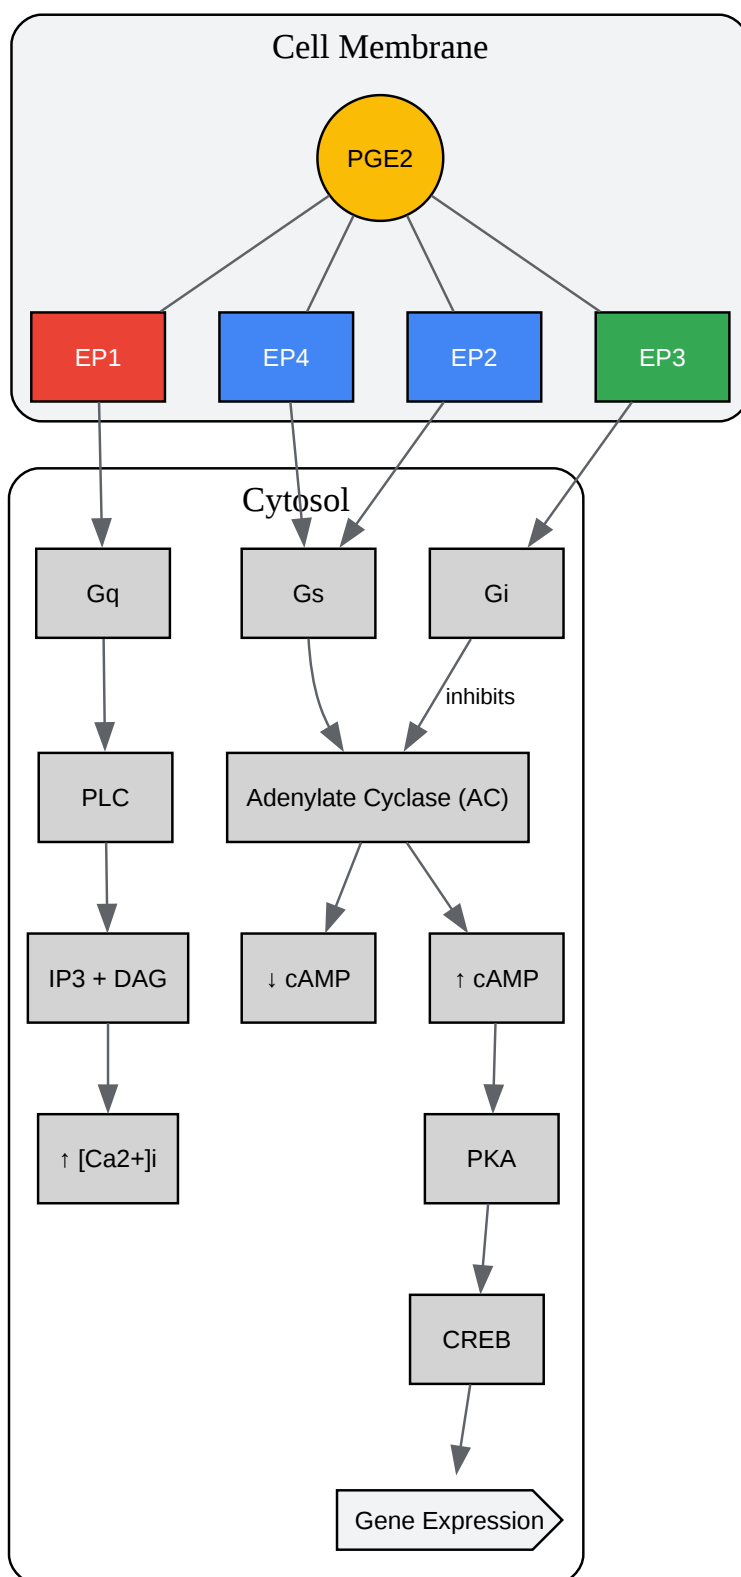 Cell Membrane
PGE2
EP1
EP4
EP2
EP3
Cytosol
Gq
Gs
Gi
inhibits
PLC
Adenylate Cyclase (AC)
IP3 + DAG
↓ cAMP
↑ cAMP
↑ [Ca2+]i
PKA
CREB
Gene Expression